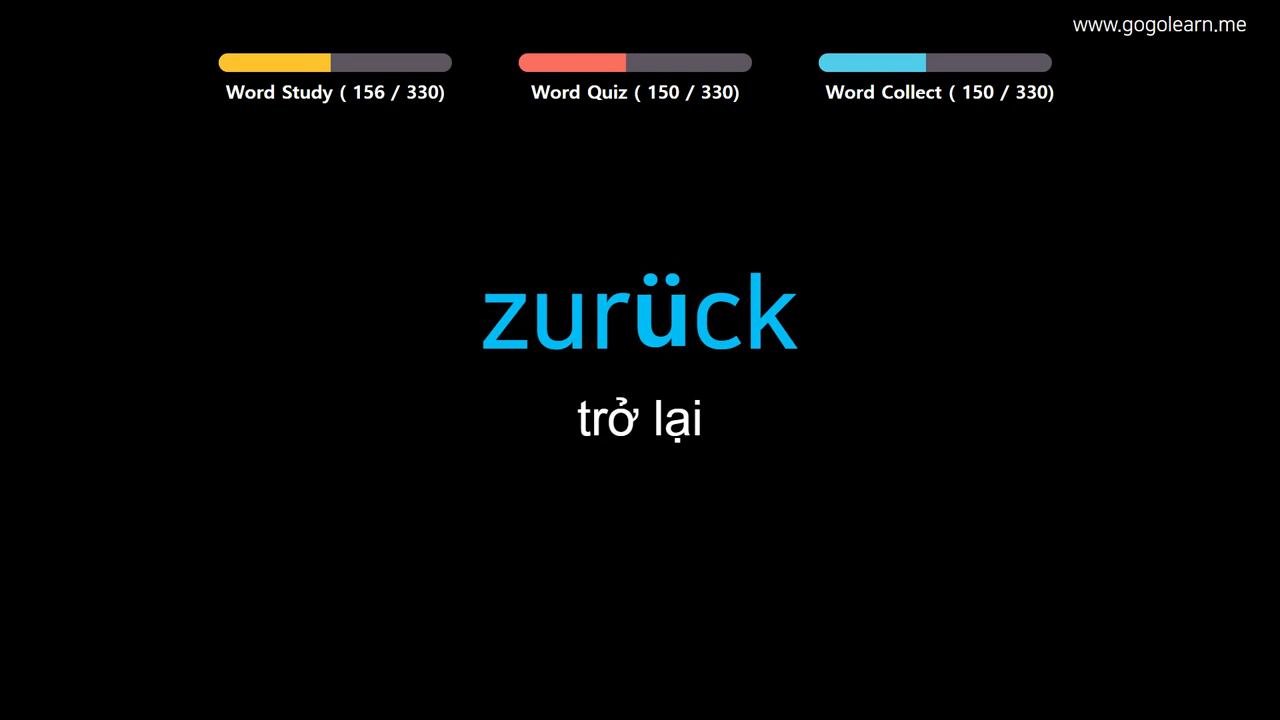 www.gogolearn.me
Word Study ( 156 / 330)
Word Quiz ( 150 / 330)
Word Collect ( 150 / 330)
zurück
trở lại